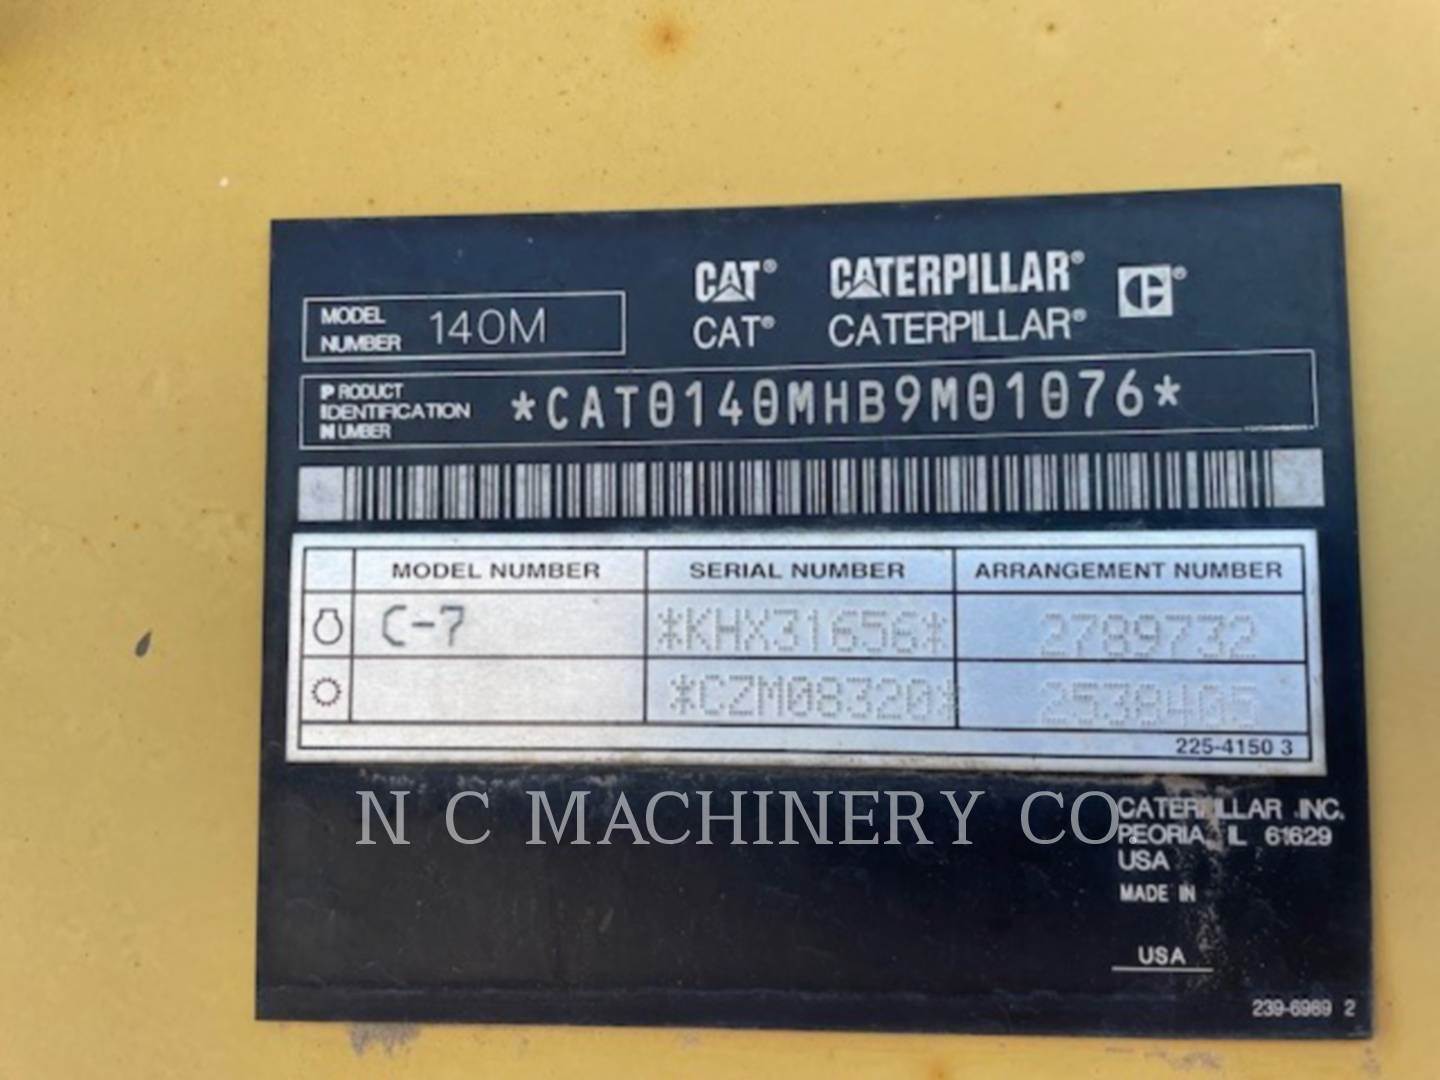 CAT® CATERPILLAR®
MODEL NUMBER 140M
CAT® CATERPILLAR®
PRODUCT IDENTIFICATION NUMBER *CAT0140MHB9M01076*
MODEL NUMBER SERIAL NUMBER ARRANGEMENT NUMBER
C-7 *KHX31656* 2789732
*CZM08320* 2538405
225-4150 3
N C MACHINERY CO.
CATERPILLAR INC.
PEORIA, IL 61629
USA
MADE IN
USA
239-6989 2